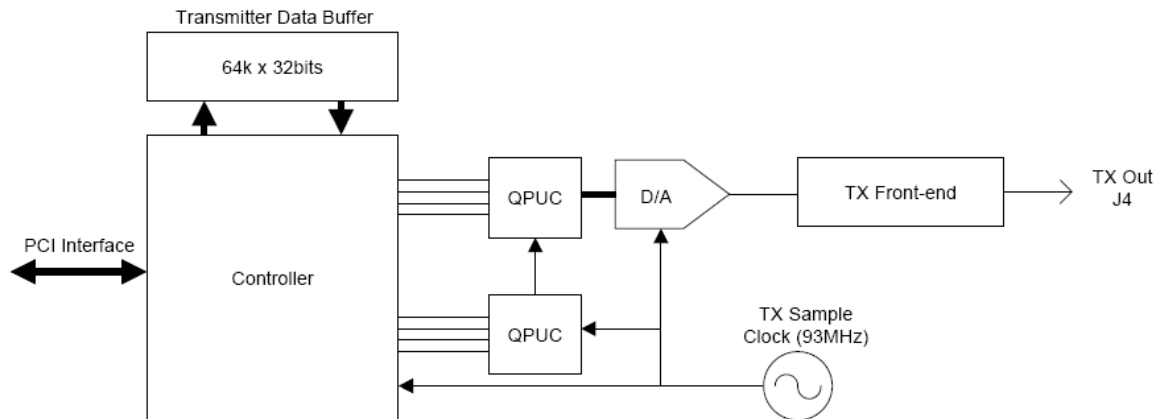 Transmitter Data Buffer
64k x 32bits
QPUC
D/A
TX Front-end
TX Out
J4
PCI Interface
Controller
QPUC
TX Sample
Clock (93MHz)